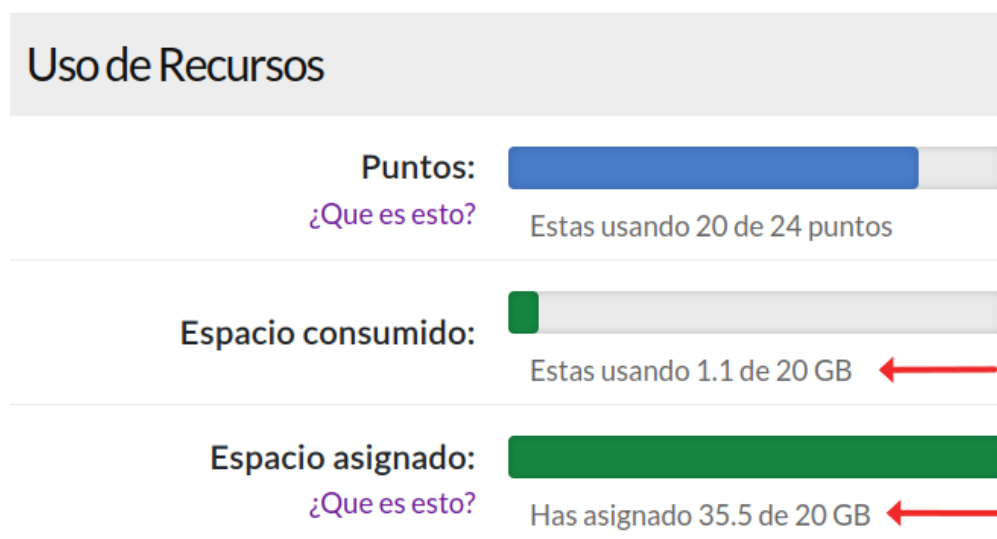 Uso de Recursos
Puntos:
¿Que es esto?
Estas usando 20 de 24 puntos
Espacio consumido:
Estas usando 1.1 de 20 GB
Espacio asignado:
¿Que es esto?
Has asignado 35.5 de 20 GB